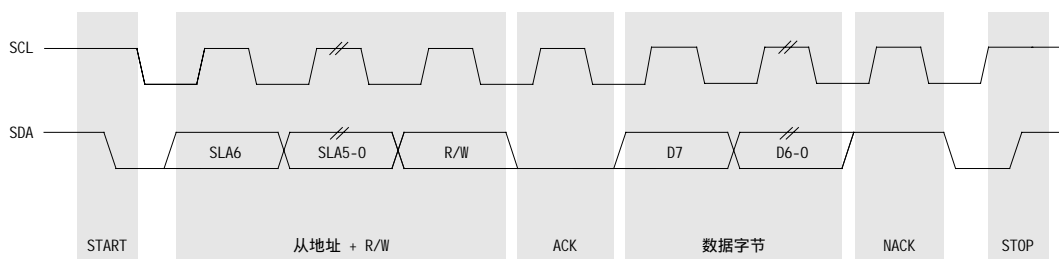 SCL
SDA
SLA6
SLA5-0
R/W
D7
D6-0
START
从地址 + R/W
ACK
数据字节
NACK
STOP